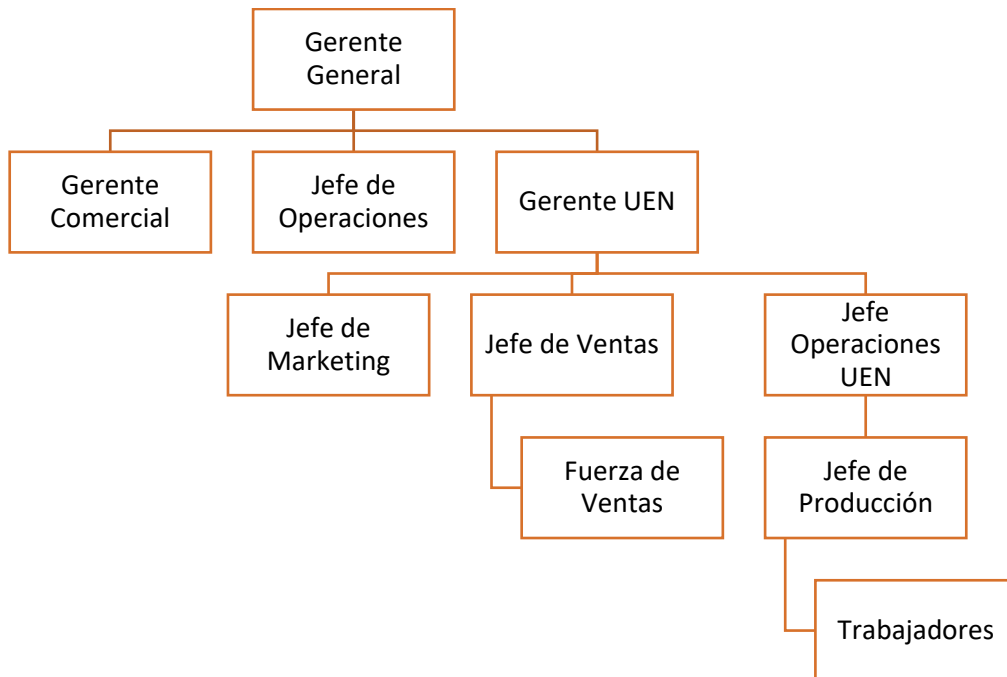 Gerente
General
Gerente
Comercial
Jefe de
Operaciones
Gerente UEN
Jefe de
Marketing
Jefe de Ventas
Jefe
Operaciones
UEN
Fuerza de
Ventas
Jefe de
Producción
Trabajadores